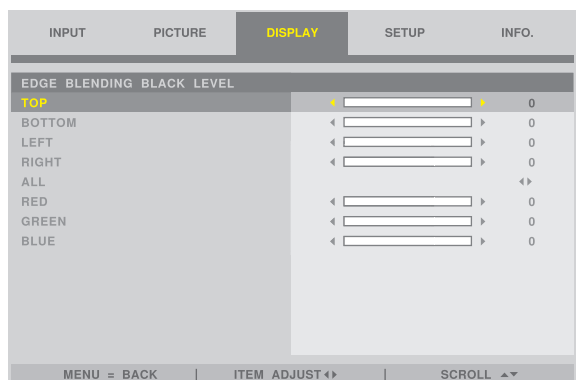 INPUT PICTURE DISPLAY SETUP INFO.
EDGE BLENDING BLACK LEVEL
TOP 0
BOTTOM 0
LEFT 0
RIGHT 0
ALL
RED 0
GREEN 0
BLUE 0
MENU = BACK | ITEM ADJUST | SCROLL